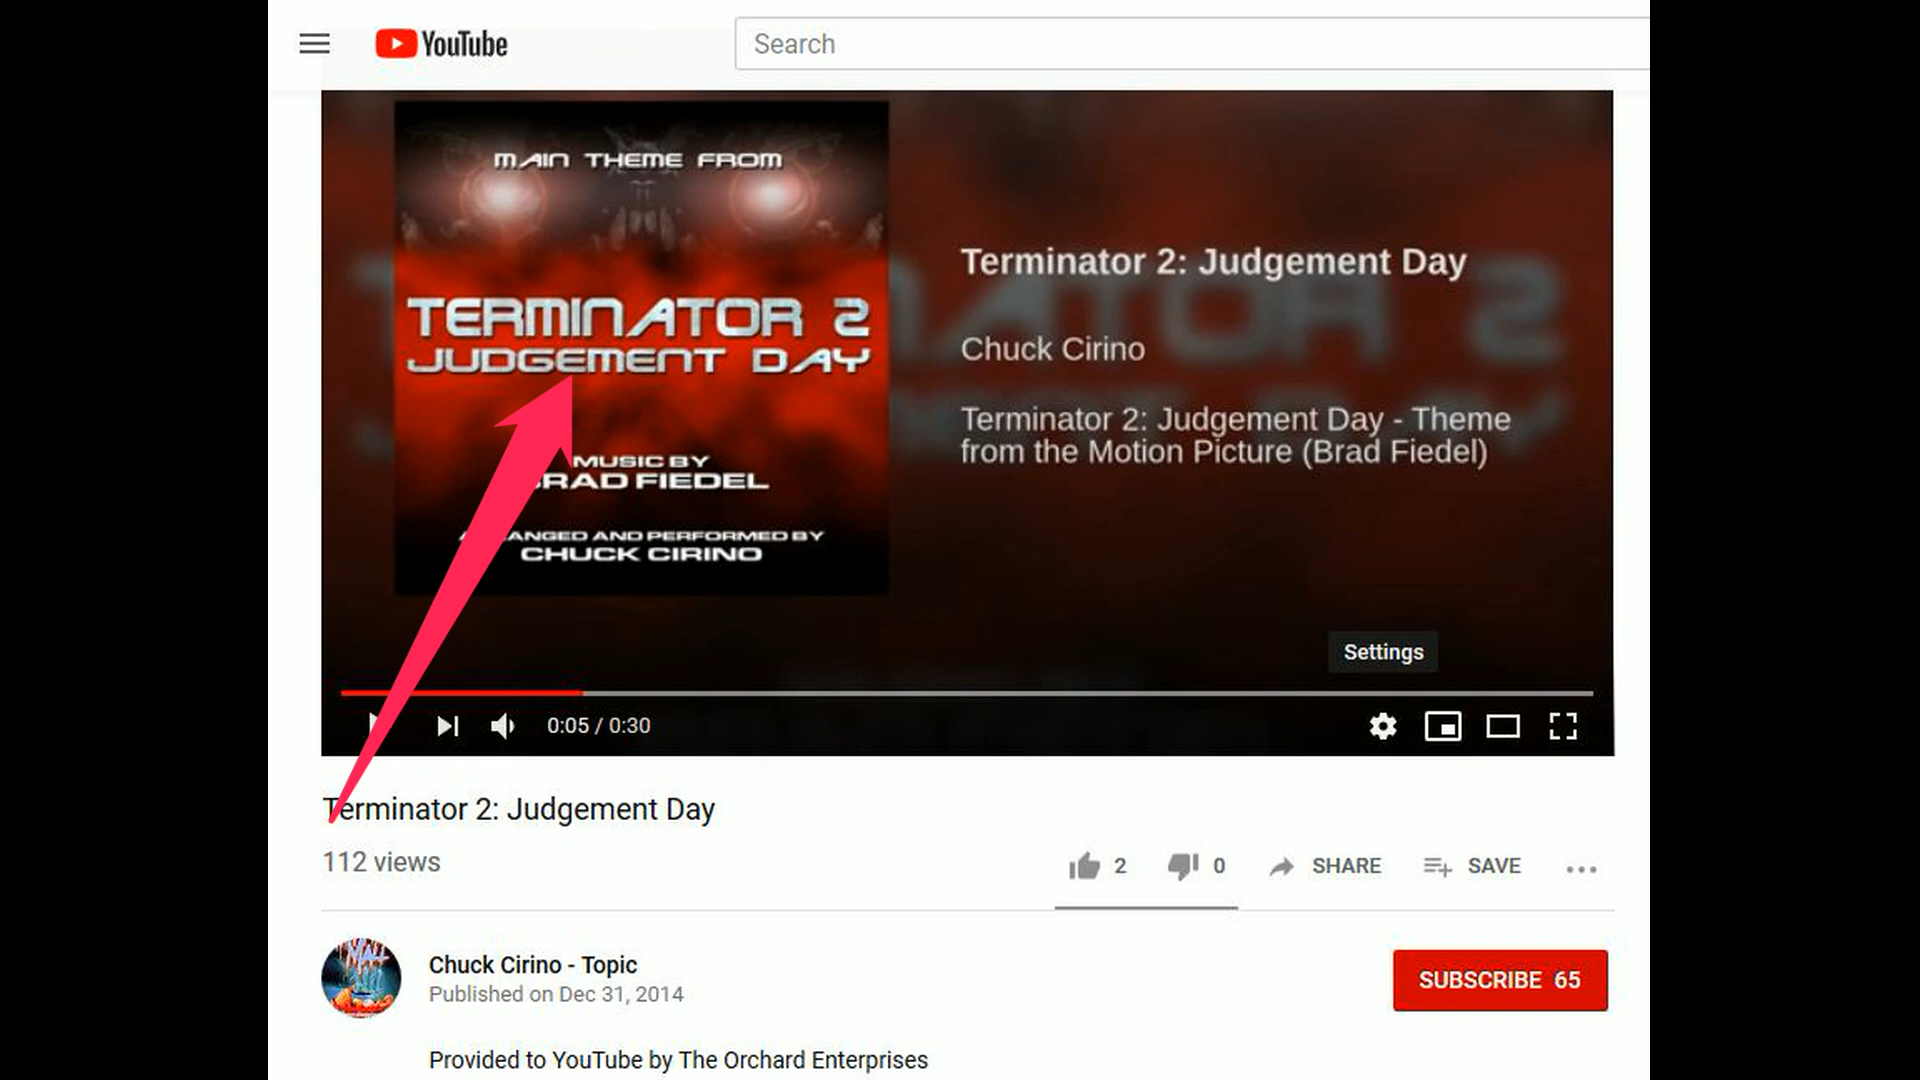 YouTube
Search
MAIN THEME FROM
TERMINATOR 2
JUDGEMENT DAY
MUSIC BY
FIEDEL
AND PERFORMED BY
CHUCK CIRINO
Terminator 2: Judgement Day
Chuck Cirino
Terminator 2: Judgement Day - Theme
from the Motion Picture (Brad Fiedel)
Settings
0:05 / 0:30
Terminator 2: Judgement Day
112 views
2
0
SHARE
SAVE
Chuck Cirino - Topic
Published on Dec 31, 2014
SUBSCRIBE 65
Provided to YouTube by The Orchard Enterprises